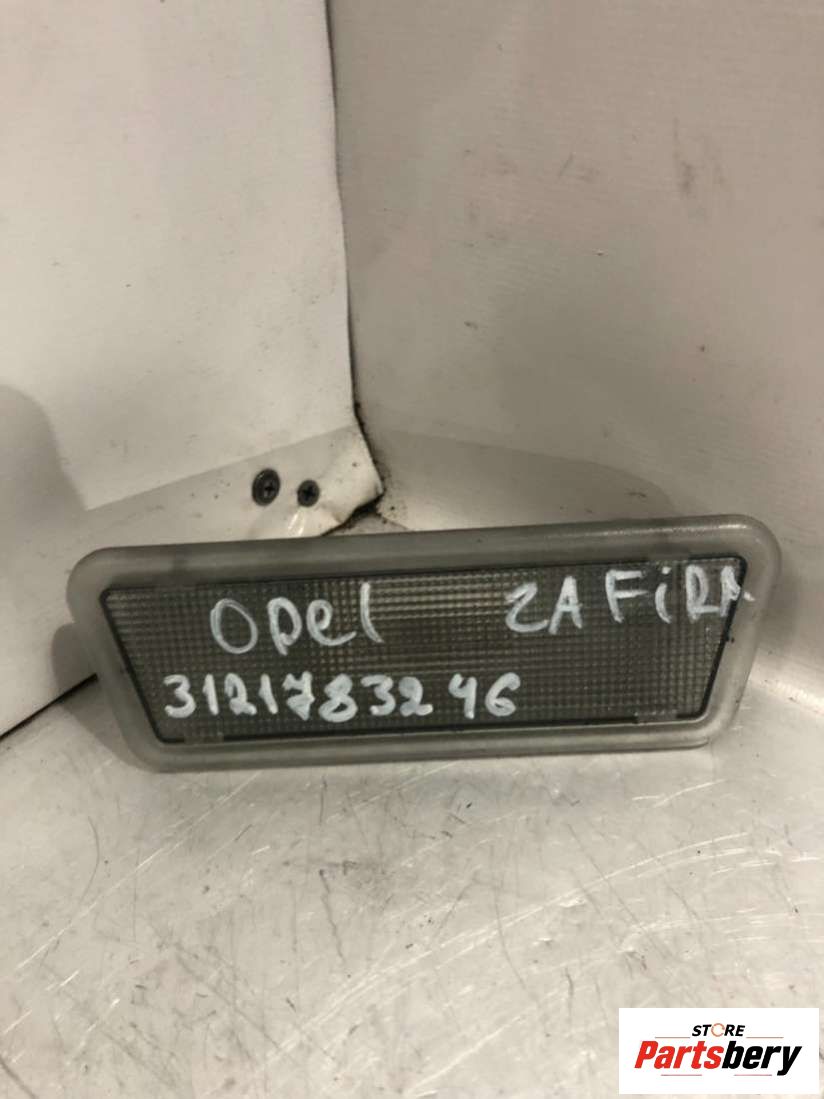 Opel ZAFiRA
3121783246
STORE
Partsbery